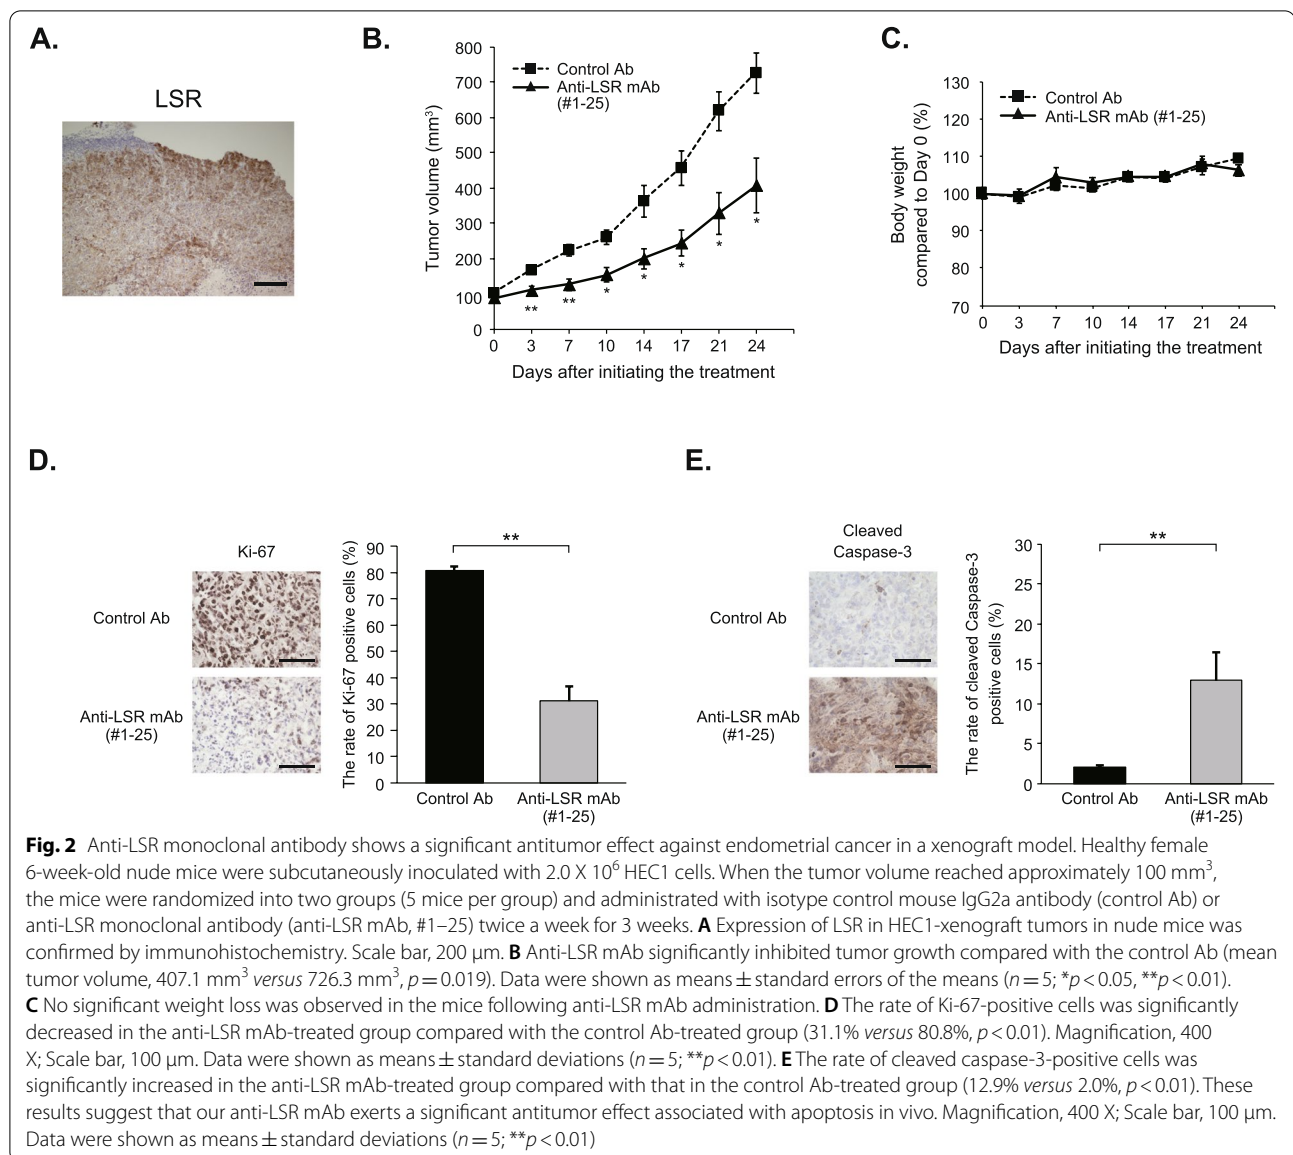 A.
LSR
B.
800
700
600
500
400
300
200
100
0
Tumor volume (mm³)
Control Ab
Anti-LSR mAb
(#1-25)
** ** * * * * *
0 3 7 10 14 17 21 24
Days after initiating the treatment
C.
130
120
110
100
90
80
70
Body weight
compared to Day 0 (%)
Control Ab
Anti-LSR mAb (#1-25)
0 3 7 10 14 17 21 24
Days after initiating the treatment
D.
Ki-67
Control Ab
Anti-LSR mAb
(#1-25)
The rate of Ki-67 positive cells (%)
90
80
70
60
50
40
30
20
10
0
**
Control Ab Anti-LSR mAb
(#1-25)
E.
Cleaved
Caspase-3
Control Ab
Anti-LSR mAb
(#1-25)
The rate of cleaved Caspase-3
positive cells (%)
30
25
20
15
10
5
0
**
Control Ab Anti-LSR mAb
(#1-25)
Fig. 2 Anti-LSR monoclonal antibody shows a significant antitumor effect against endometrial cancer in a xenograft model. Healthy female
6-week-old nude mice were subcutaneously inoculated with 2.0 X 10⁶ HEC1 cells. When the tumor volume reached approximately 100 mm³,
the mice were randomized into two groups (5 mice per group) and administrated with isotype control mouse IgG2a antibody (control Ab) or
anti-LSR monoclonal antibody (anti-LSR mAb, #1–25) twice a week for 3 weeks. A Expression of LSR in HEC1-xenograft tumors in nude mice was
confirmed by immunohistochemistry. Scale bar, 200 μm. B Anti-LSR mAb significantly inhibited tumor growth compared with the control Ab (mean
tumor volume, 407.1 mm³ versus 726.3 mm³, p = 0.019). Data were shown as means ± standard errors of the means (n = 5; *p < 0.05, **p < 0.01).
C No significant weight loss was observed in the mice following anti-LSR mAb administration. D The rate of Ki-67-positive cells was significantly
decreased in the anti-LSR mAb-treated group compared with the control Ab-treated group (31.1% versus 80.8%, p < 0.01). Magnification, 400
X; Scale bar, 100 μm. Data were shown as means ± standard deviations (n = 5; **p < 0.01). E The rate of cleaved caspase-3-positive cells was
significantly increased in the anti-LSR mAb-treated group compared with that in the control Ab-treated group (12.9% versus 2.0%, p < 0.01). These
results suggest that our anti-LSR mAb exerts a significant antitumor effect associated with apoptosis in vivo. Magnification, 400 X; Scale bar, 100 μm.
Data were shown as means ± standard deviations (n = 5; **p < 0.01)